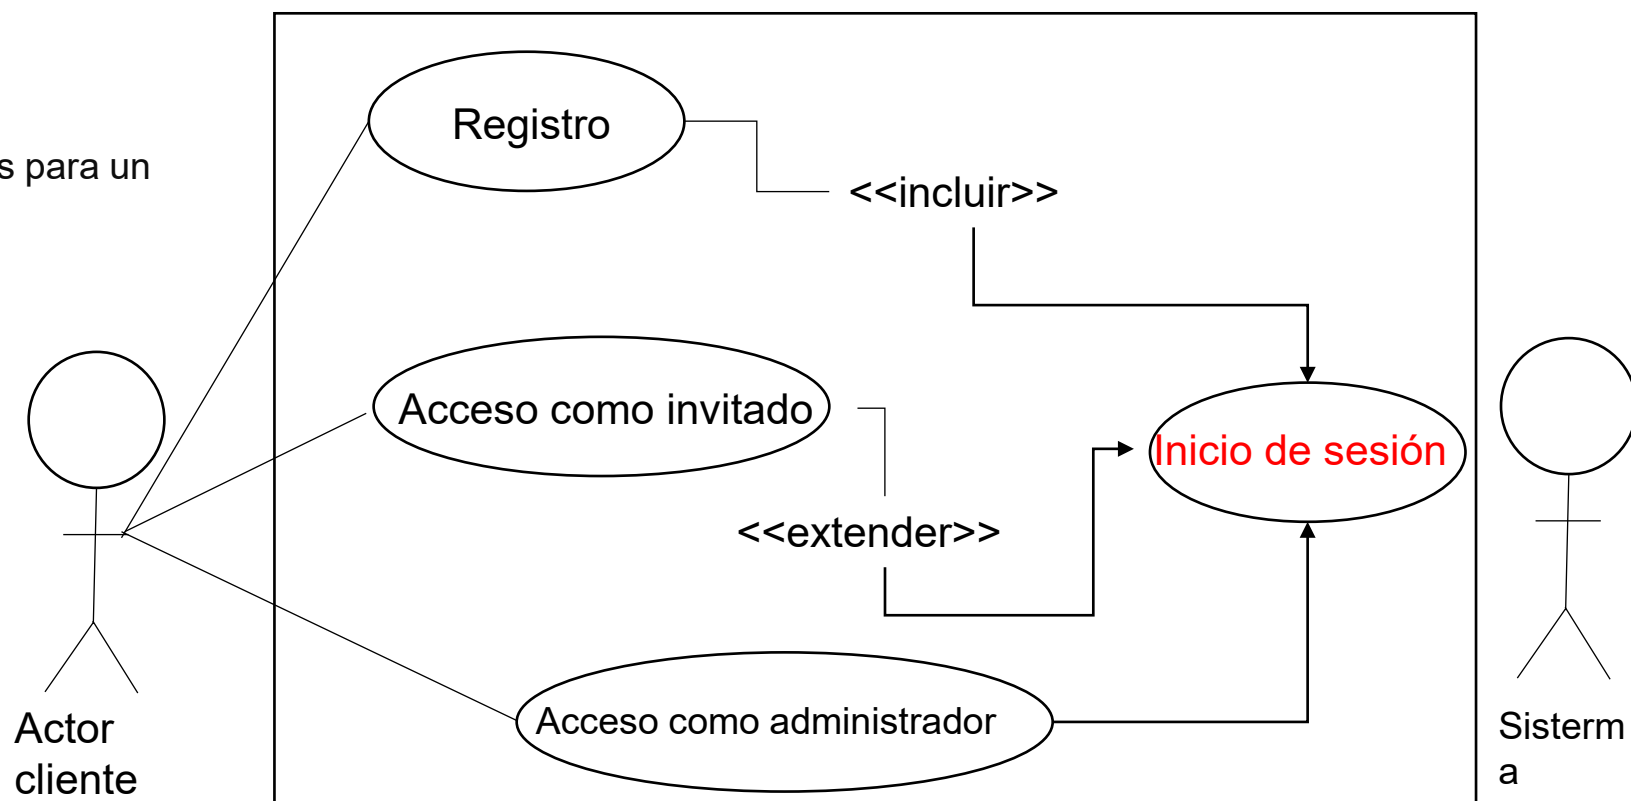 Registro
s para un
<<incluir>>
Acceso como invitado
Inicio de sesión
<<extender>>
Acceso como administrador
Actor
cliente
Sisterm
a